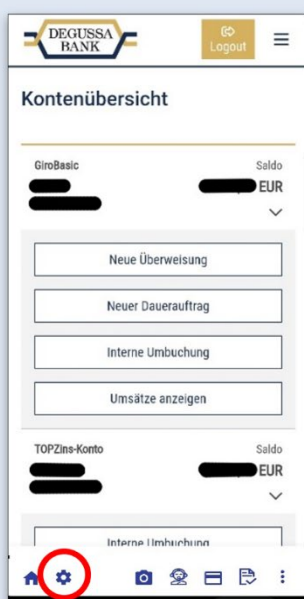 DEGUSSA
BANK
Logout
Kontenübersicht
GiroBasic Saldo
EUR
Neue Überweisung
Neuer Dauerauftrag
Interne Umbuchung
Umsätze anzeigen
TOPZins-Konto Saldo
EUR
Interne Umbuchung